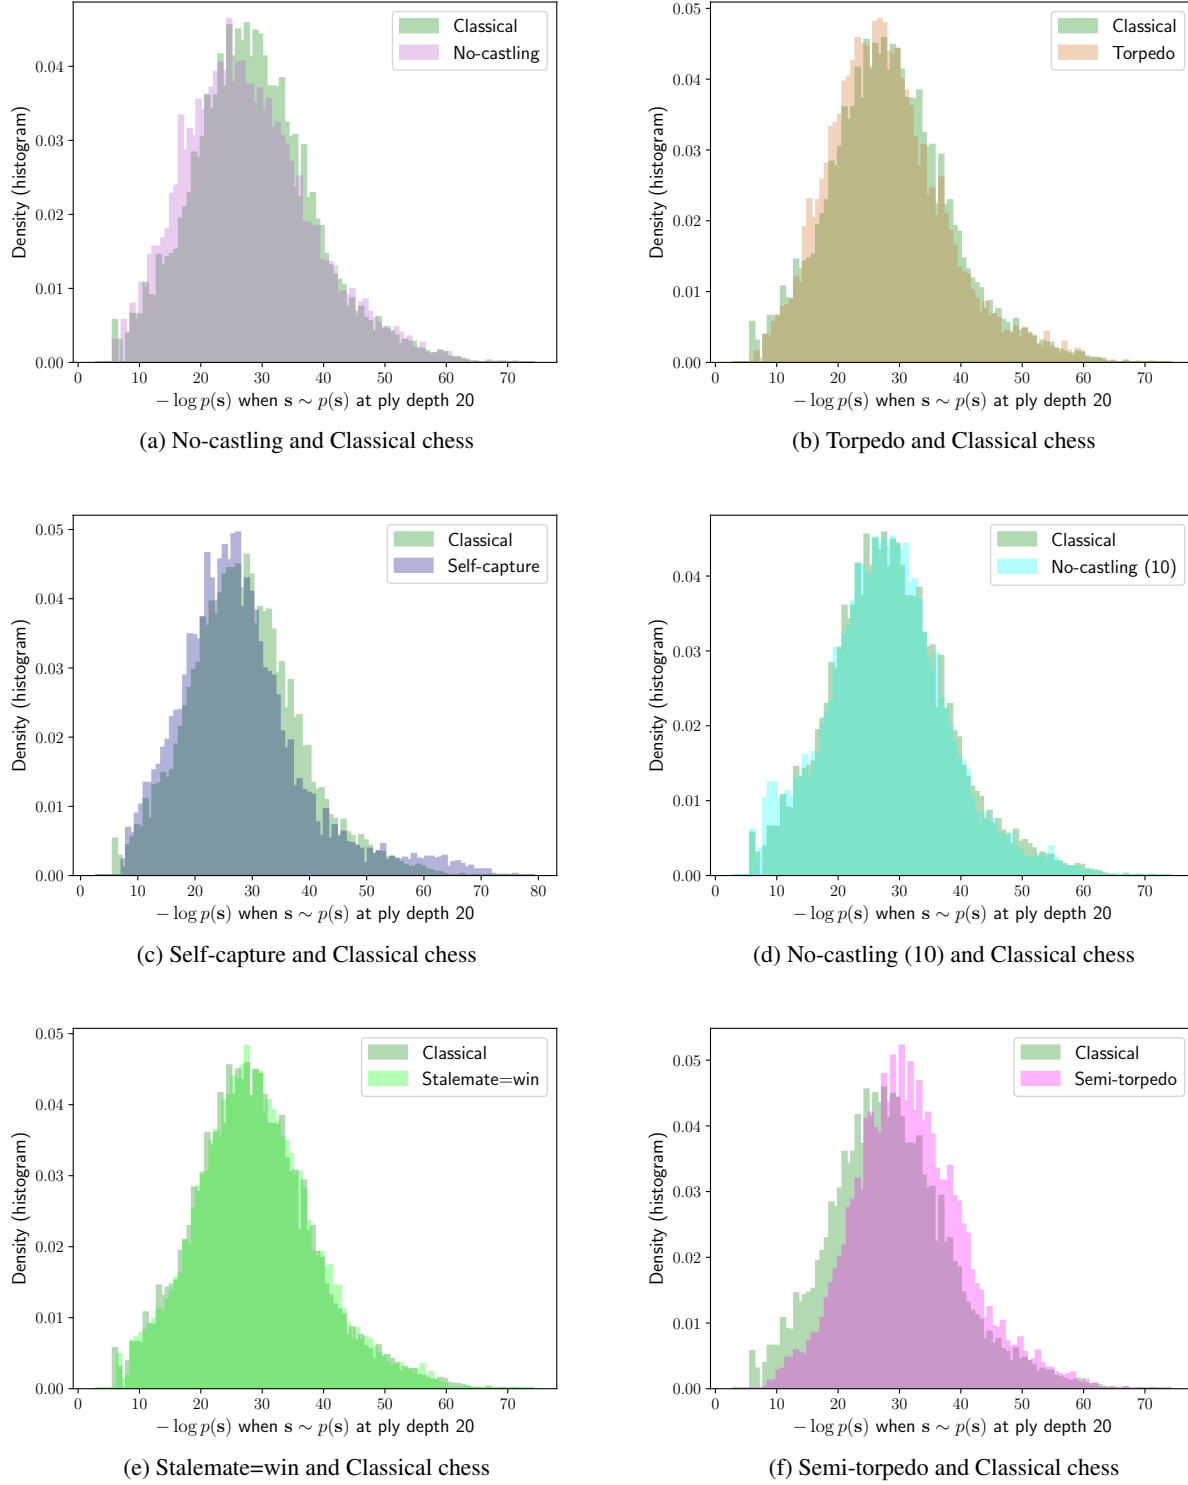 Classical
No-castling
Density (histogram)
0.04
0.03
0.02
0.01
0.00
0 10 20 30 40 50 60 70
− log p(s) when s ∼ p(s) at ply depth 20
(a) No-castling and Classical chess
Classical
Torpedo
Density (histogram)
0.05
0.04
0.03
0.02
0.01
0.00
0 10 20 30 40 50 60 70
− log p(s) when s ∼ p(s) at ply depth 20
(b) Torpedo and Classical chess
Classical
Self-capture
Density (histogram)
0.05
0.04
0.03
0.02
0.01
0.00
0 10 20 30 40 50 60 70 80
− log p(s) when s ∼ p(s) at ply depth 20
(c) Self-capture and Classical chess
Classical
No-castling (10)
Density (histogram)
0.04
0.03
0.02
0.01
0.00
0 10 20 30 40 50 60 70
− log p(s) when s ∼ p(s) at ply depth 20
(d) No-castling (10) and Classical chess
Classical
Stalemate=win
Density (histogram)
0.05
0.04
0.03
0.02
0.01
0.00
0 10 20 30 40 50 60 70
− log p(s) when s ∼ p(s) at ply depth 20
(e) Stalemate=win and Classical chess
Classical
Semi-torpedo
Density (histogram)
0.05
0.04
0.03
0.02
0.01
0.00
0 10 20 30 40 50 60 70
− log p(s) when s ∼ p(s) at ply depth 20
(f) Semi-torpedo and Classical chess